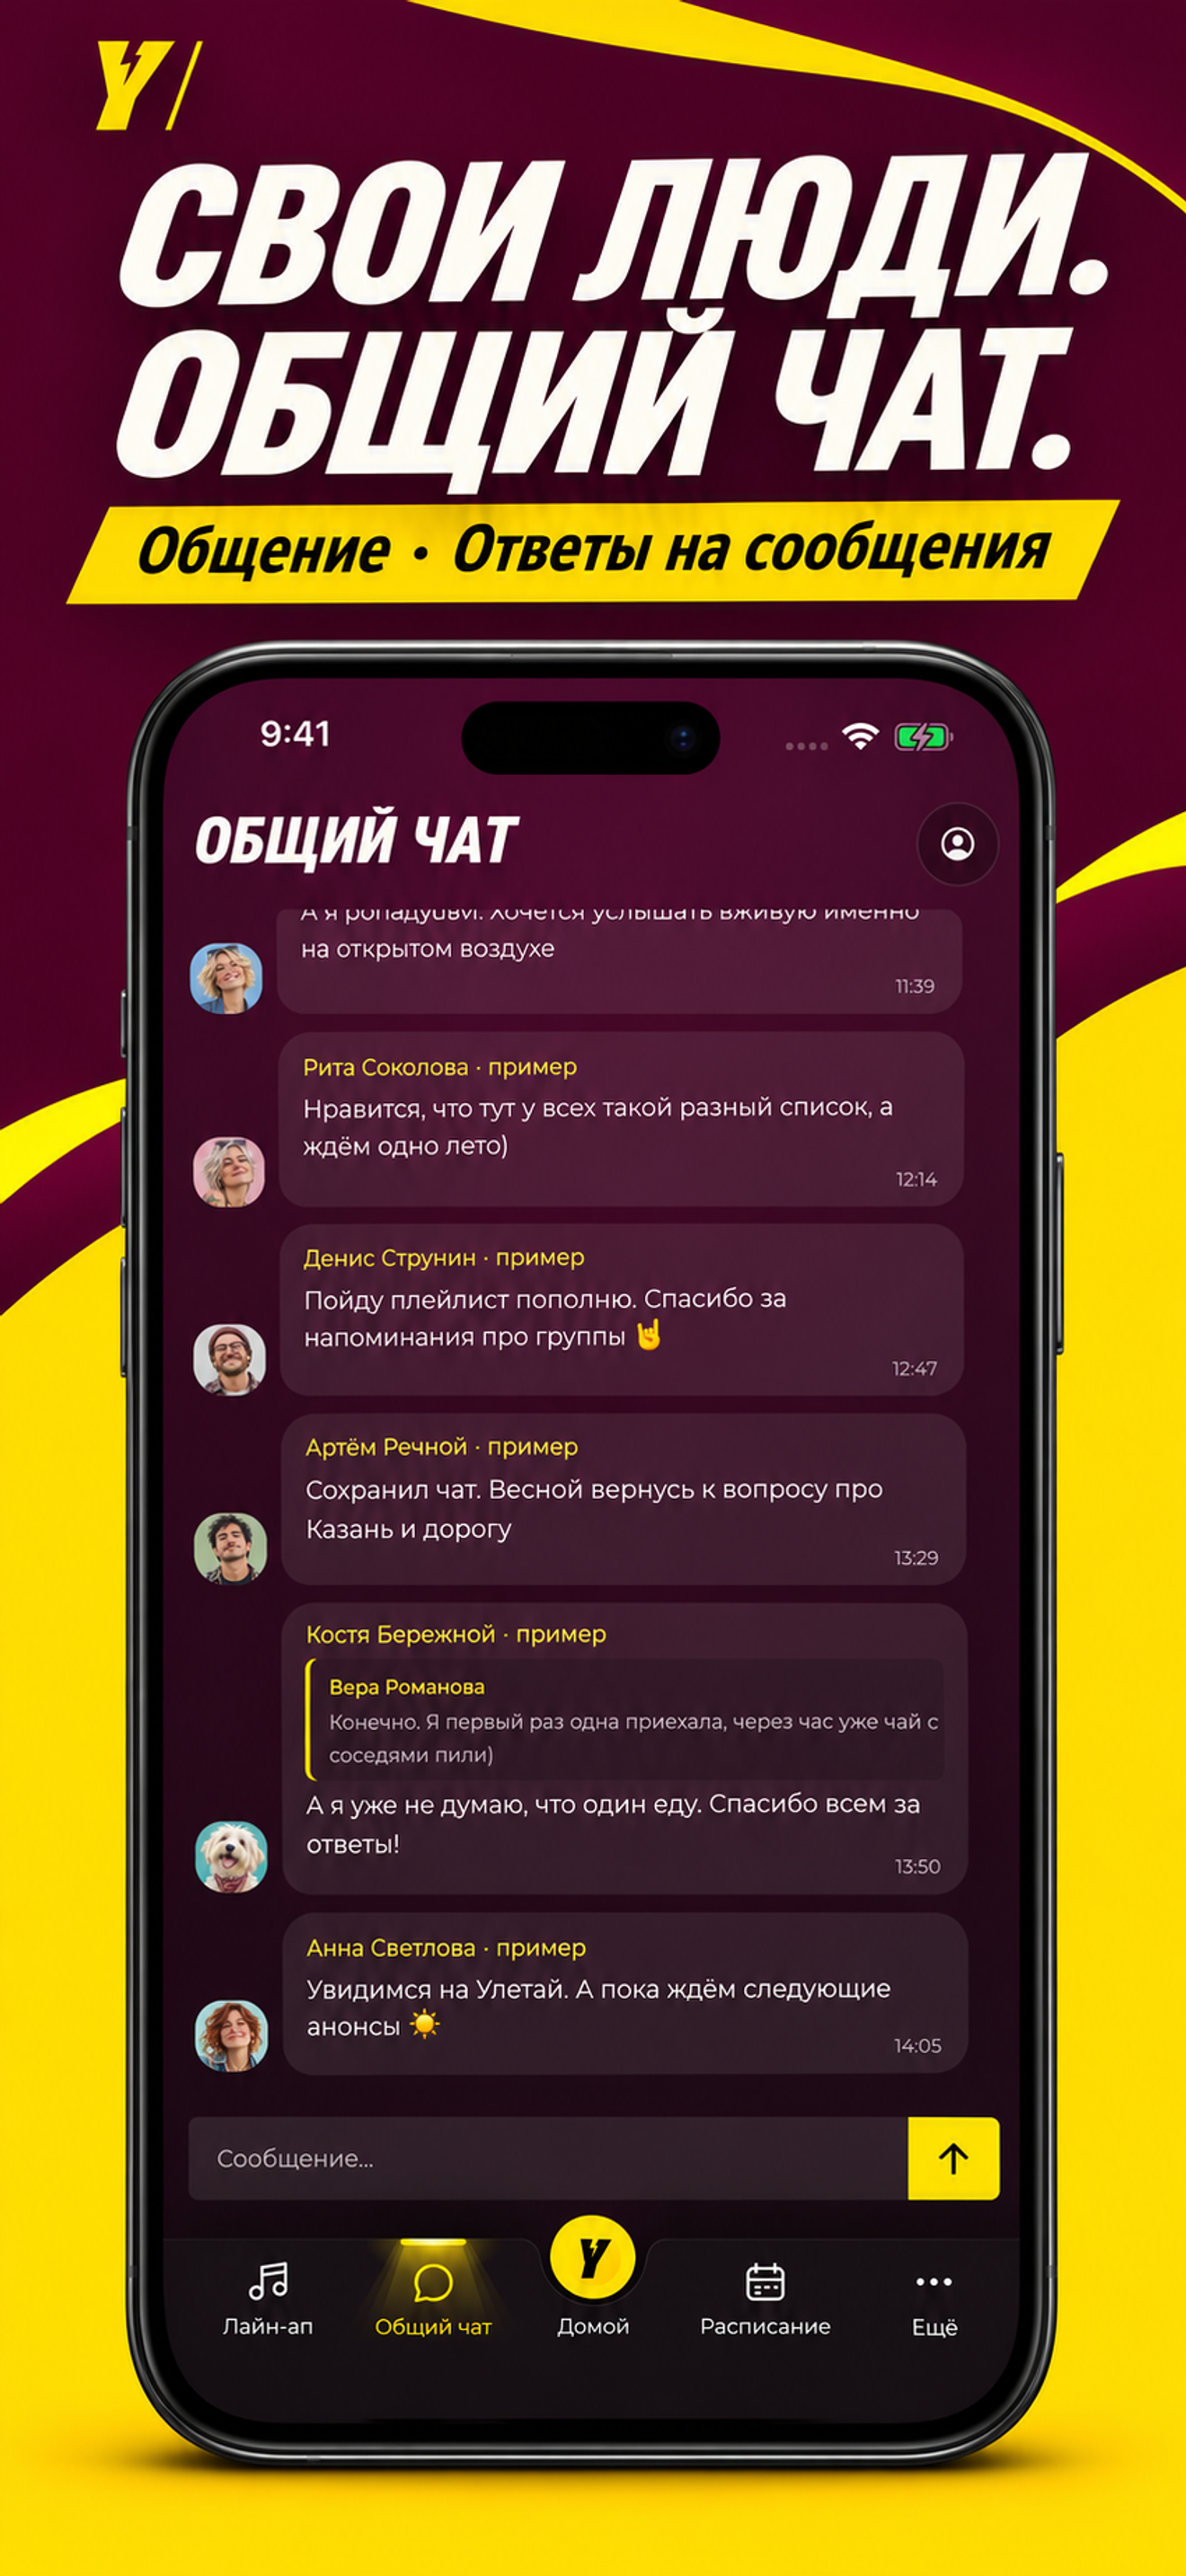 Y/
СВОИ ЛЮДИ.
ОБЩИЙ ЧАТ.
Общение • Ответы на сообщения
9:41
ОБЩИЙ ЧАТ
А я Хочется услышать вживую именно
на открытом воздухе
11:39
Рита Соколова · пример
Нравится, что тут у всех такой разный список, а
ждём одно лето)
12:14
Денис Струнин · пример
Пойду плейлист пополню. Спасибо за
напоминания про группы 🤘
12:47
Артём Речной · пример
Сохранил чат. Весной вернусь к вопросу про
Казань и дорогу
13:29
Костя Бережной · пример
Вера Романова
Конечно. Я первый раз одна приехала, через час уже чай с
соседями пили)
А я уже не думаю, что один еду. Спасибо всем за
ответы!
13:50
Анна Светлова · пример
Увидимся на Улетай. А пока ждём следующие
анонсы ☀️
14:05
Сообщение...
Y
Лайн-ап
Общий чат
Домой
Расписание
Ещё